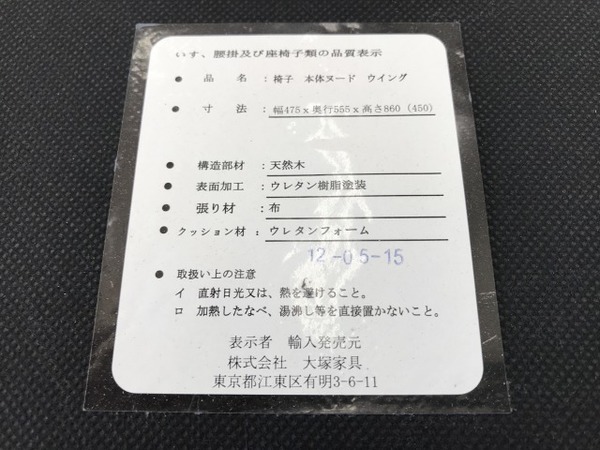 いす、腰掛及び座椅子類の品質表示
● 品 名 ：椅子 本体ヌード ウイング
● 寸 法 ：幅475ｘ奥行555ｘ高さ860（450）
● 構造部材 ：天然木
● 表面加工 ：ウレタン樹脂塗装
● 張り材 ：布
● クッション材 ：ウレタンフォーム
12-05-15
● 取扱い上の注意
イ 直射日光又は、熱を避けること。
ロ 加熱したなべ、湯沸し等を直接置かないこと。
表示者 輸入発売元
株式会社 大塚家具
東京都江東区有明3-6-11